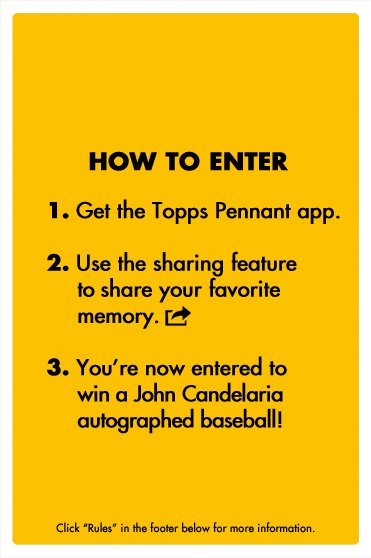 HOW TO ENTER
1. Get the Topps Pennant app.
2. Use the sharing feature
to share your favorite
memory.
3. You’re now entered to
win a John Candelaria
autographed baseball!
Click “Rules” in the footer below for more information.